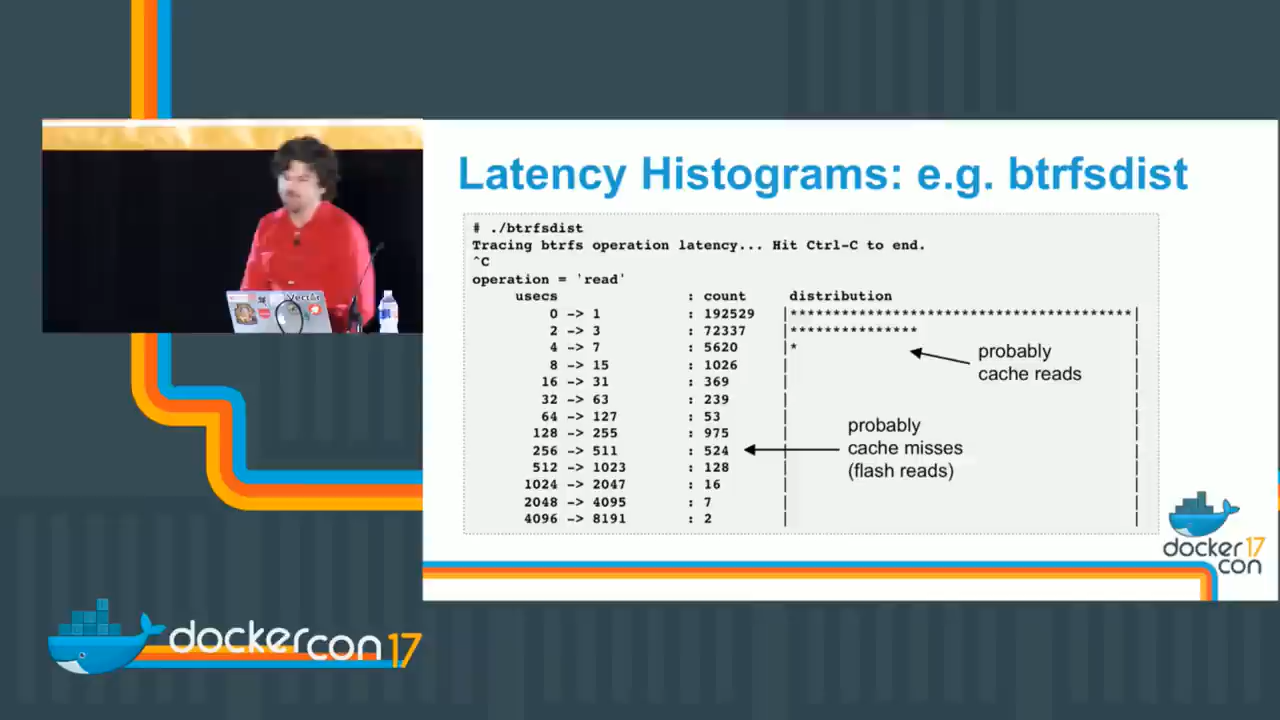 Latency Histograms: e.g. btrfsdist
# ./btrfsdist
Tracing btrfs operation latency... Hit Ctrl-C to end.
^C
operation = 'read'
usecs : count distribution
0 -> 1 : 192529 |****************************************|
2 -> 3 : 72337 |*************** |
4 -> 7 : 5620 |* |
8 -> 15 : 1026 | |
16 -> 31 : 369 | |
32 -> 63 : 239 | |
64 -> 127 : 53 | |
128 -> 255 : 975 | |
256 -> 511 : 524 | |
512 -> 1023 : 128 | |
1024 -> 2047 : 16 | |
2048 -> 4095 : 7 | |
4096 -> 8191 : 2 | |
probably
cache reads
probably
cache misses
(flash reads)
Vector
docker 17
con
dockercon 17